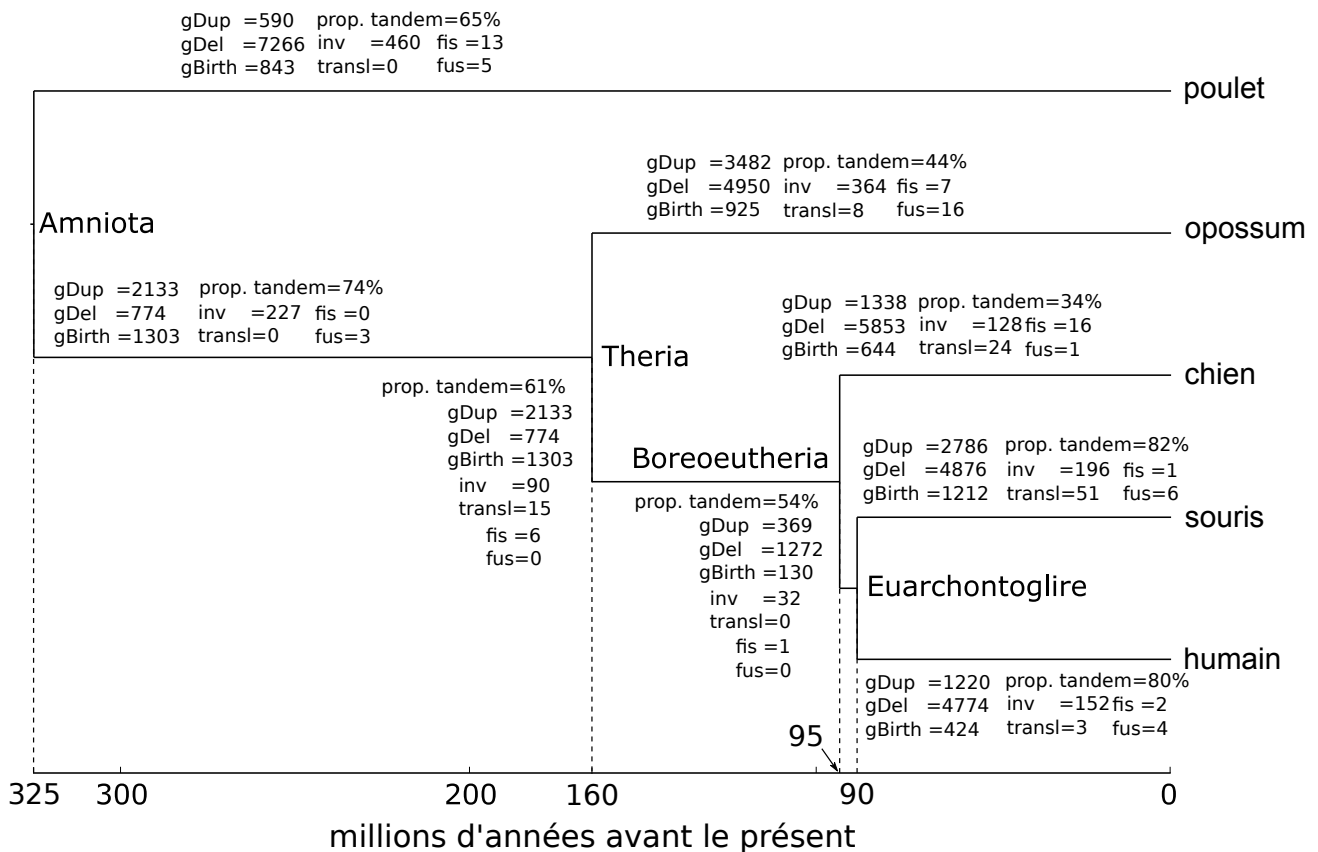 gDup =590 prop. tandem=65%
gDel =7266 inv =460 fis =13
gBirth =843 transl=0 fus=5
poulet
gDup =3482 prop. tandem=44%
gDel =4950 inv =364 fis =7
gBirth =925 transl=8 fus=16
Amniota
opossum
gDup =2133 prop. tandem=74%
gDel =774 inv =227 fis =0
gBirth =1303 transl=0 fus=3
gDup =1338 prop. tandem=34%
gDel =5853 inv =128 fis =16
gBirth =644 transl=24 fus=1
Theria
chien
prop. tandem=61%
gDup =2133
gDel =774
gBirth =1303
inv =90
transl=15
fis =6
fus=0
Boreoeutheria
gDup =2786 prop. tandem=82%
gDel =4876 inv =196 fis =1
gBirth =1212 transl=51 fus=6
souris
prop. tandem=54%
gDup =369
gDel =1272
gBirth =130
inv =32
transl=0
fis =1
fus=0
Euarchontoglire
humain
gDup =1220 prop. tandem=80%
gDel =4774 inv =152 fis =2
gBirth =424 transl=3 fus=4
95
325 300 200 160 90 0
millions d'années avant le présent